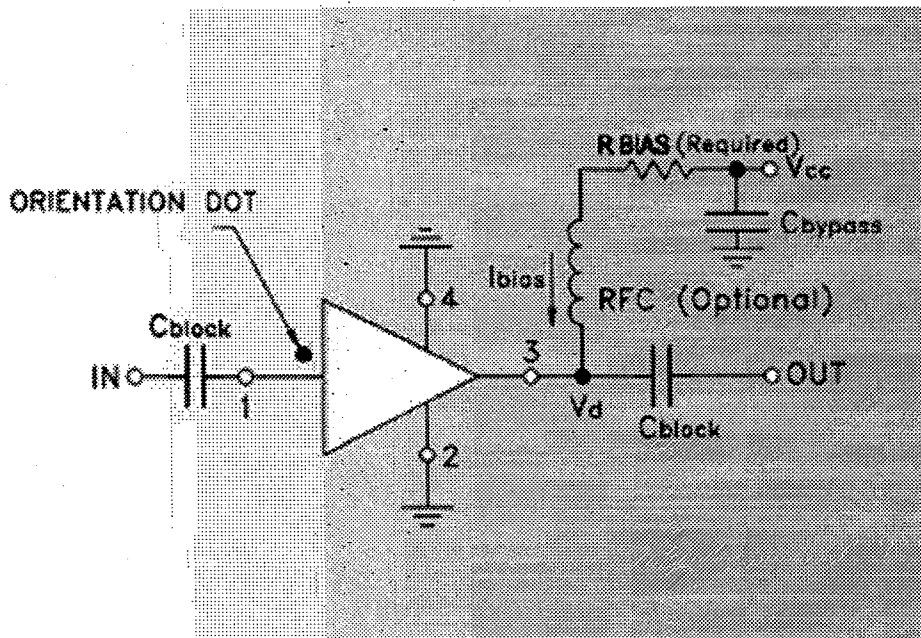 RBIAS (Required)
Vcc
ORIENTATION DOT
Cbypass
Ibias
RFC (Optional)
4
Cblock
3
IN
OUT
1
Vd
Cblock
2